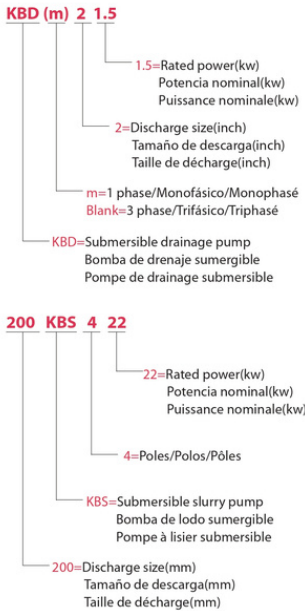 KBD (m) 2 1.5
1.5=Rated power(kw)
Potencia nominal(kw)
Puissance nominale(kw)
2=Discharge size(inch)
Tamaño de descarga(inch)
Taille de décharge(inch)
m=1 phase/Monofásico/Monophasé
Blank=3 phase/Trifásico/Triphasé
KBD=Submersible drainage pump
Bomba de drenaje sumergible
Pompe de drainage submersible
200 KBS 4 22
22=Rated power(kw)
Potencia nominal(kw)
Puissance nominale(kw)
4=Poles/Polos/Pôles
KBS=Submersible slurry pump
Bomba de lodo sumergible
Pompe à lisier submersible
200=Discharge size(mm)
Tamaño de descarga(mm)
Taille de décharge(mm)